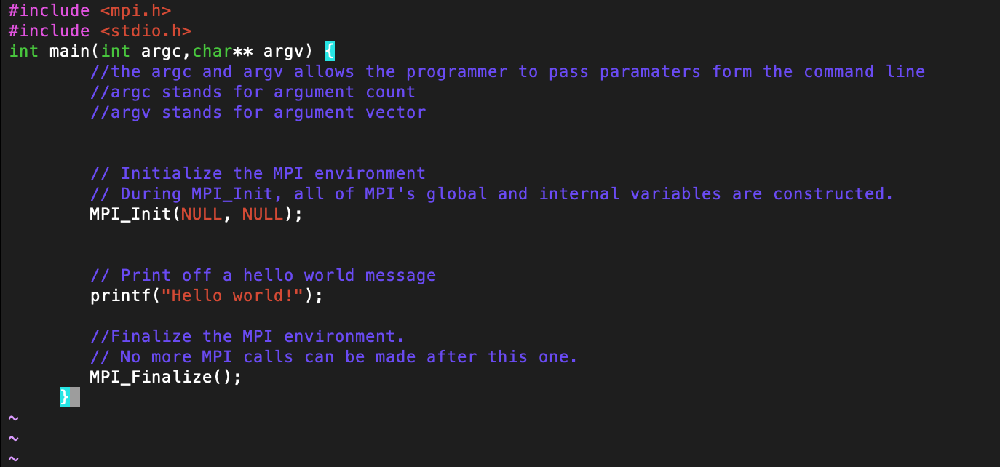 #include <mpi.h>
#include <stdio.h>
int main(int argc,char** argv) {
//the argc and argv allows the programmer to pass paramaters form the command line
//argc stands for argument count
//argv stands for argument vector
// Initialize the MPI environment
// During MPI_Init, all of MPI's global and internal variables are constructed.
MPI_Init(NULL, NULL);
// Print off a hello world message
printf("Hello world!");
//Finalize the MPI environment.
// No more MPI calls can be made after this one.
MPI_Finalize();
}
~
~
~